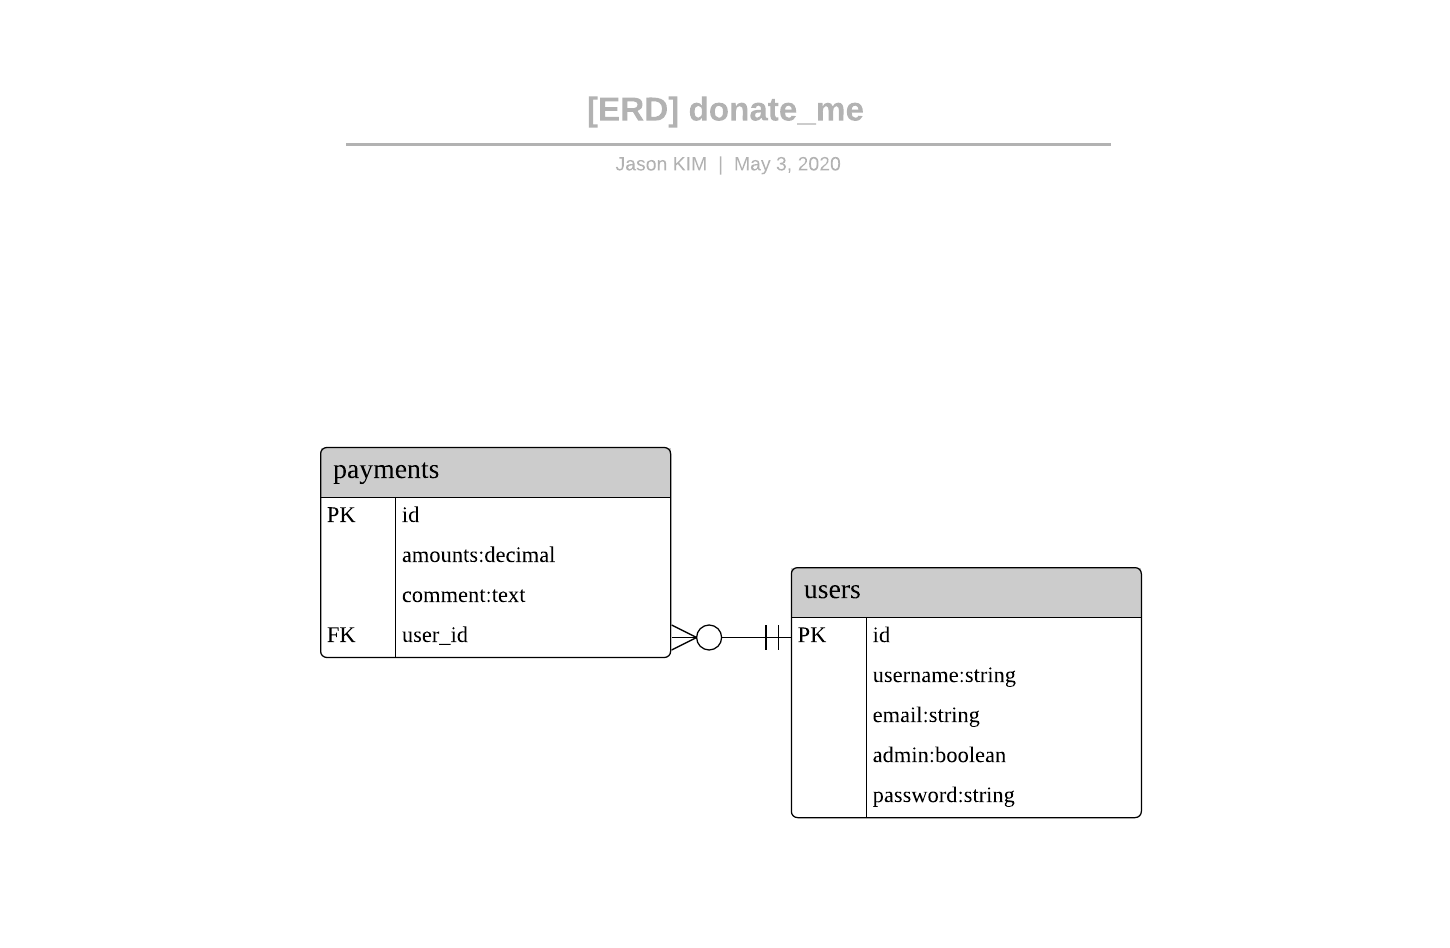 [ERD] donate_me
Jason KIM | May 3, 2020
payments
PK id
amounts:decimal
comment:text
FK user_id
users
PK id
username:string
email:string
admin:boolean
password:string